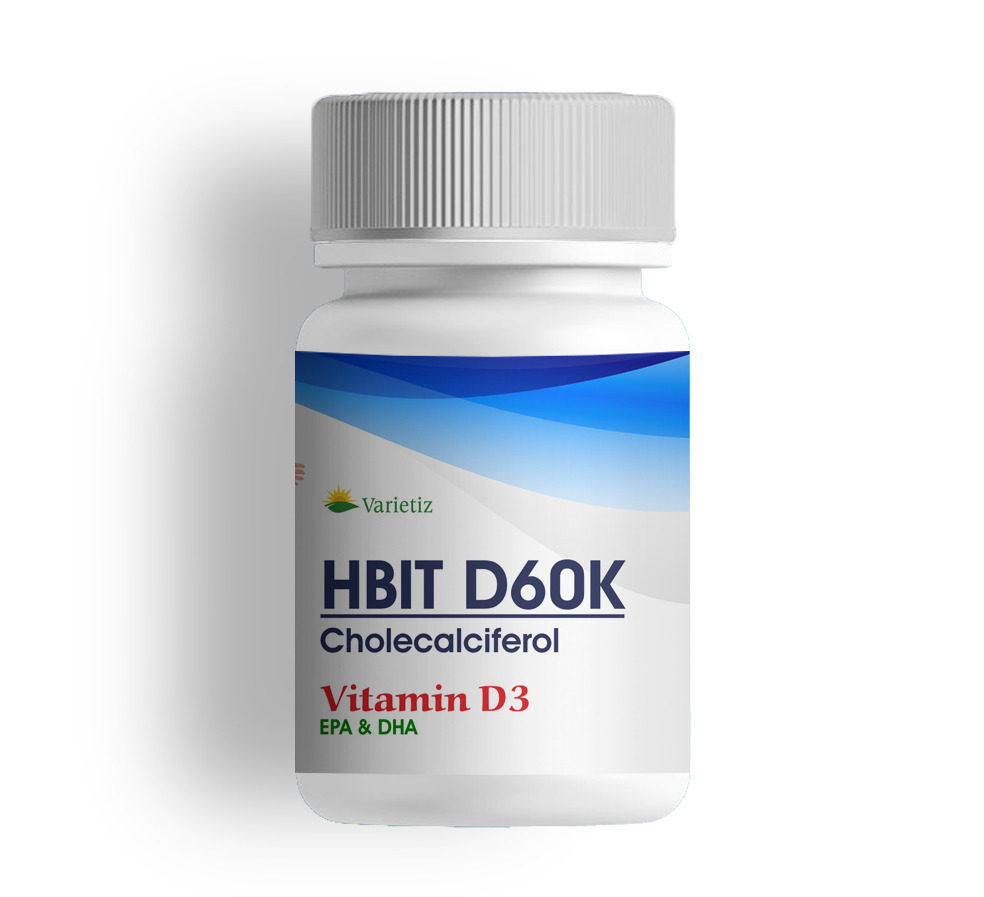 Varietiz
HBIT D60K
Cholecalciferol
Vitamin D3
EPA & DHA